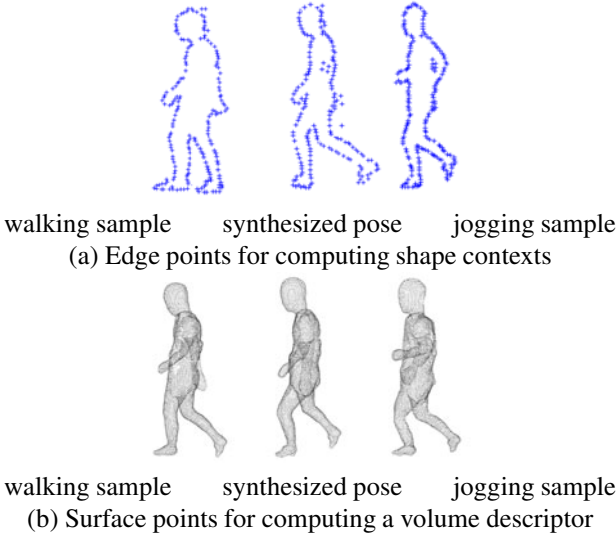 walking sample synthesized pose jogging sample
(a) Edge points for computing shape contexts
walking sample synthesized pose jogging sample
(b) Surface points for computing a volume descriptor